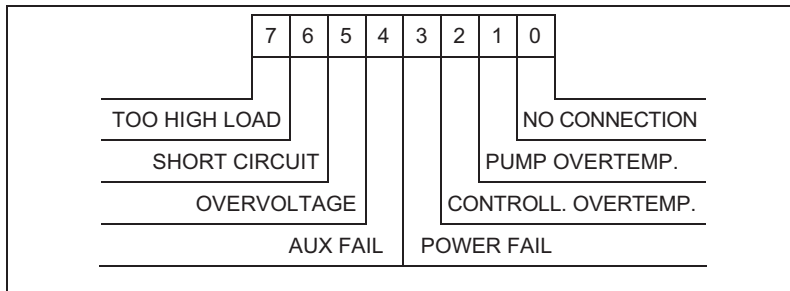 7 6 5 4 3 2 1 0
TOO HIGH LOAD NO CONNECTION
SHORT CIRCUIT PUMP OVERTEMP.
OVERVOLTAGE CONTROLL. OVERTEMP.
AUX FAIL POWER FAIL